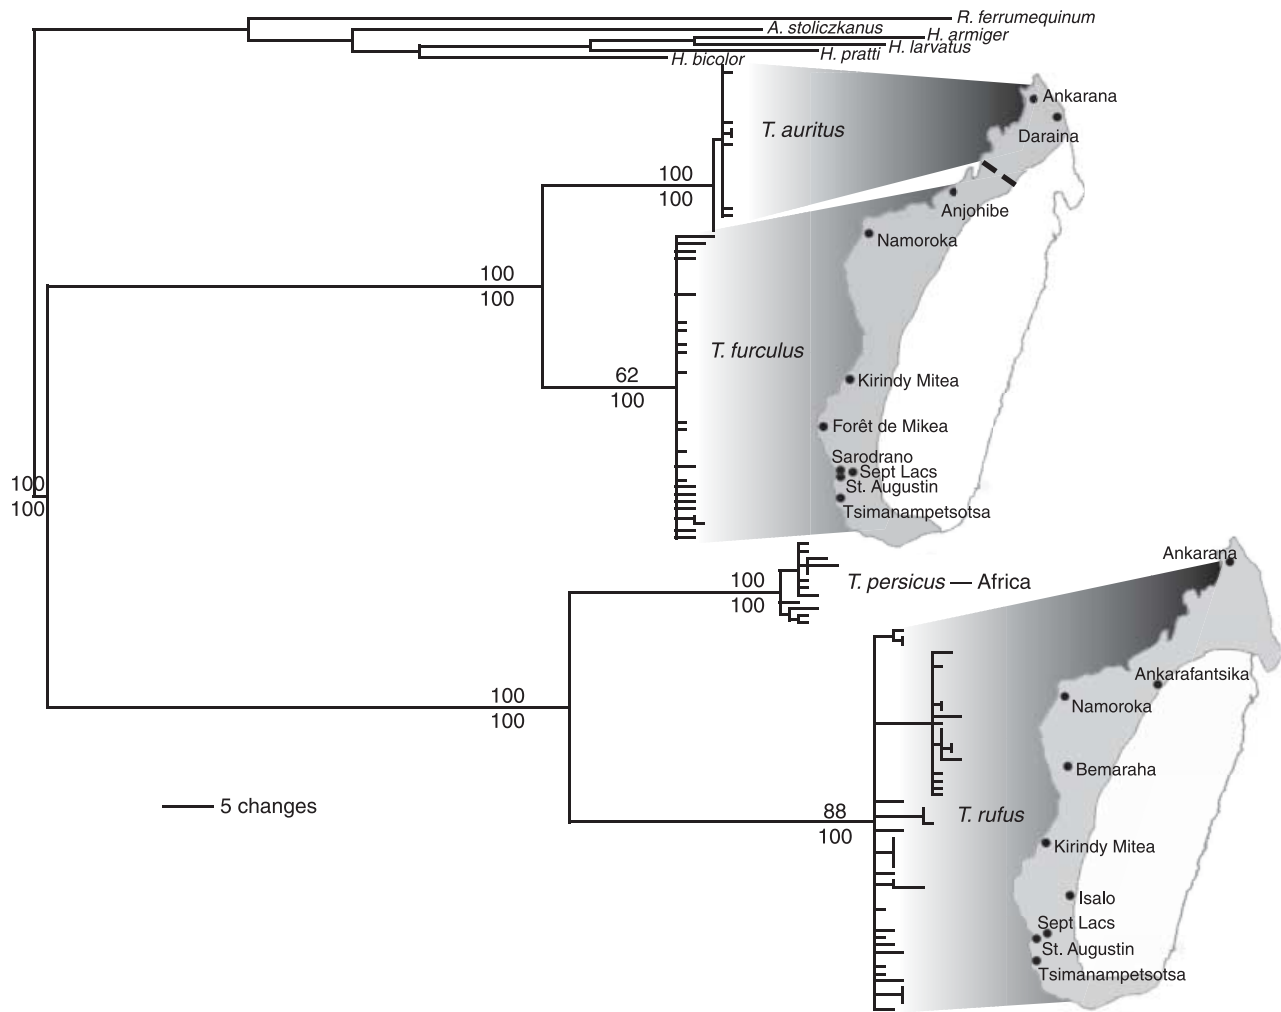 R. ferrumequinum
A. stoliczkanus
H. armiger
H. larvatus
H. pratti
H. bicolor
Ankarana
T. auritus
Daraina
100
100
Anjohibe
Namoroka
100
100
T. furculus
62
100
Kirindy Mitea
Forêt de Mikea
Sarodrano
Sept Lacs
St. Augustin
Tsimanampetsotsa
100
100
Ankarana
100
100
T. persicus — Africa
Ankarafantsika
100
100
Namoroka
Bemaraha
5 changes
88
100
T. rufus
Kirindy Mitea
Isalo
Sept Lacs
St. Augustin
Tsimanampetsotsa